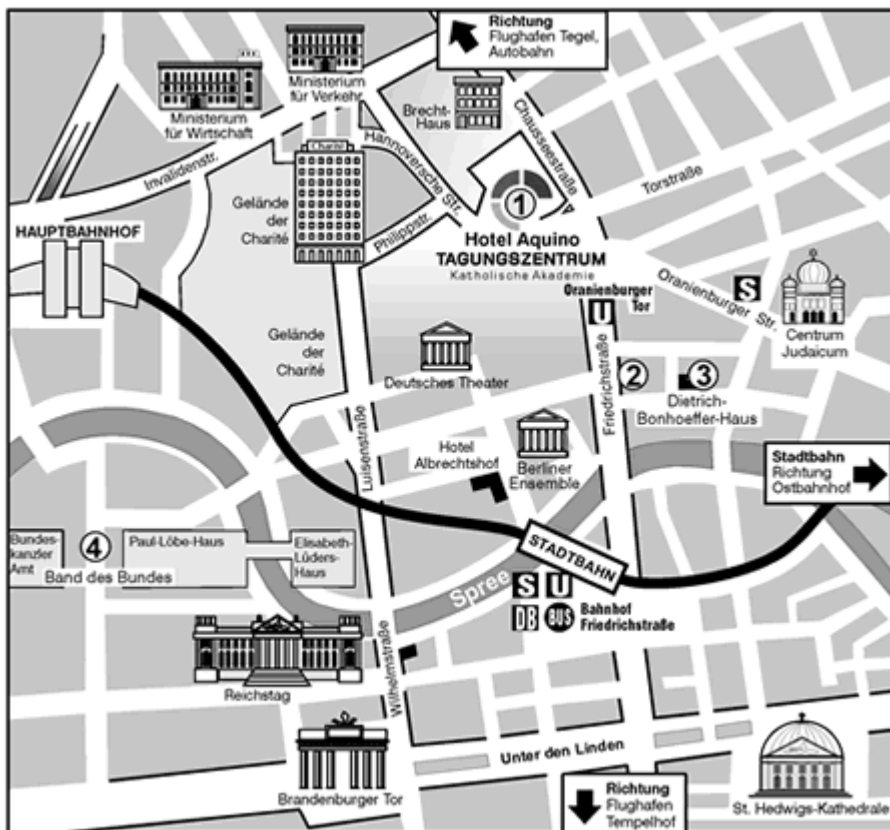 Richtung
Flughafen Tegel,
Autobahn
Ministerium
für Verkehr
Ministerium
für Wirtschaft
Brecht-
Haus
Chausseestraße
Invalidenstr.
Charité
Hannoversche Str.
Torstraße
Gelände
der
Charité
Philippstr.
1
Hotel Aquino
TAGUNGSZENTRUM
Katholische Akademie
HAUPTBAHNHOF
Oranienburger
Tor
U
Oranienburger Str.
S
Centrum
Judaicum
Gelände
der
Charité
Deutsches Theater
Friedrichstraße
2
3
Dietrich-
Bonhoeffer-Haus
Luisenstraße
Hotel
Albrechtshof
Berliner
Ensemble
Stadtbahn
Richtung
Ostbahnhof
Bundes-
kanzler
Amt
4
Band des Bundes
Paul-Löbe-Haus
Elisabeth-
Lüders-
Haus
STADTBAHN
Spree
S U
DB BUS
Bahnhof
Friedrichstraße
Reichstag
Wilhelmstraße
Unter den Linden
Brandenburger Tor
Richtung
Flughafen
Tempelhof
St. Hedwigs-Kathedrale